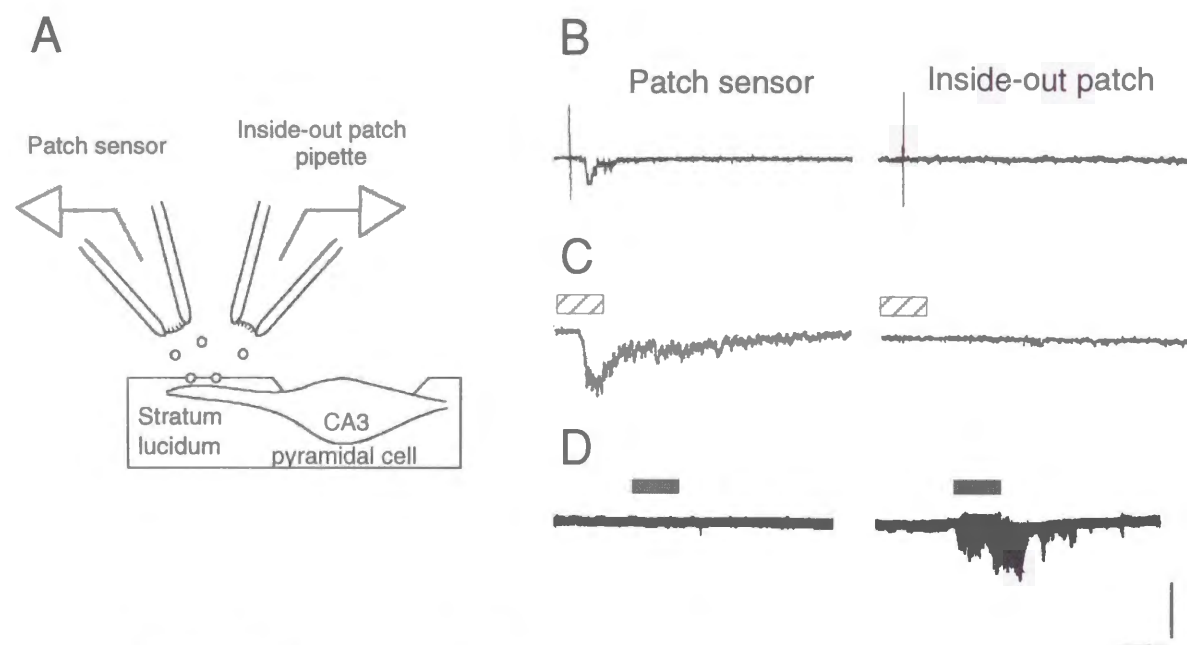 A
Patch sensor
Inside-out patch
pipette
Stratum
lucidum
CA3
pyramidal cell
B
Patch sensor
Inside-out patch
C
D